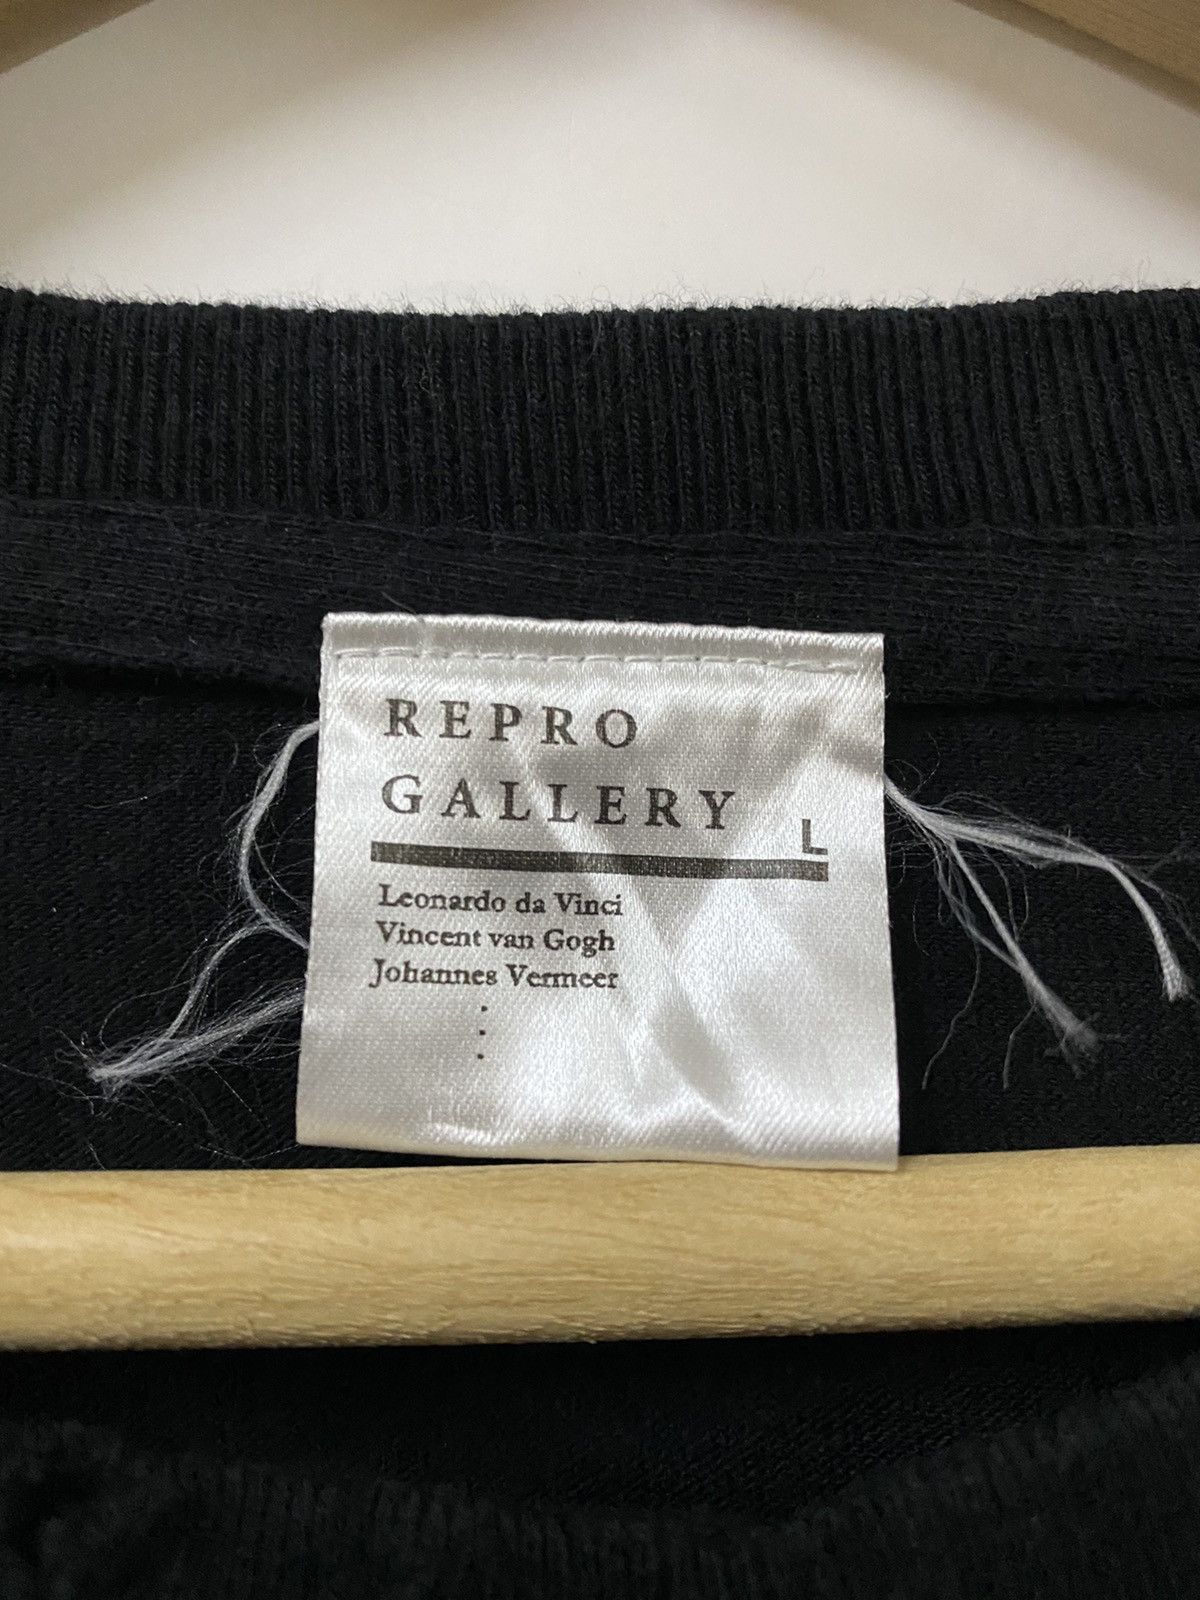 REPRO
GALLERY
L
Leonardo da Vinci
Vincent van Gogh
Johannes Vermeer
.
.
.